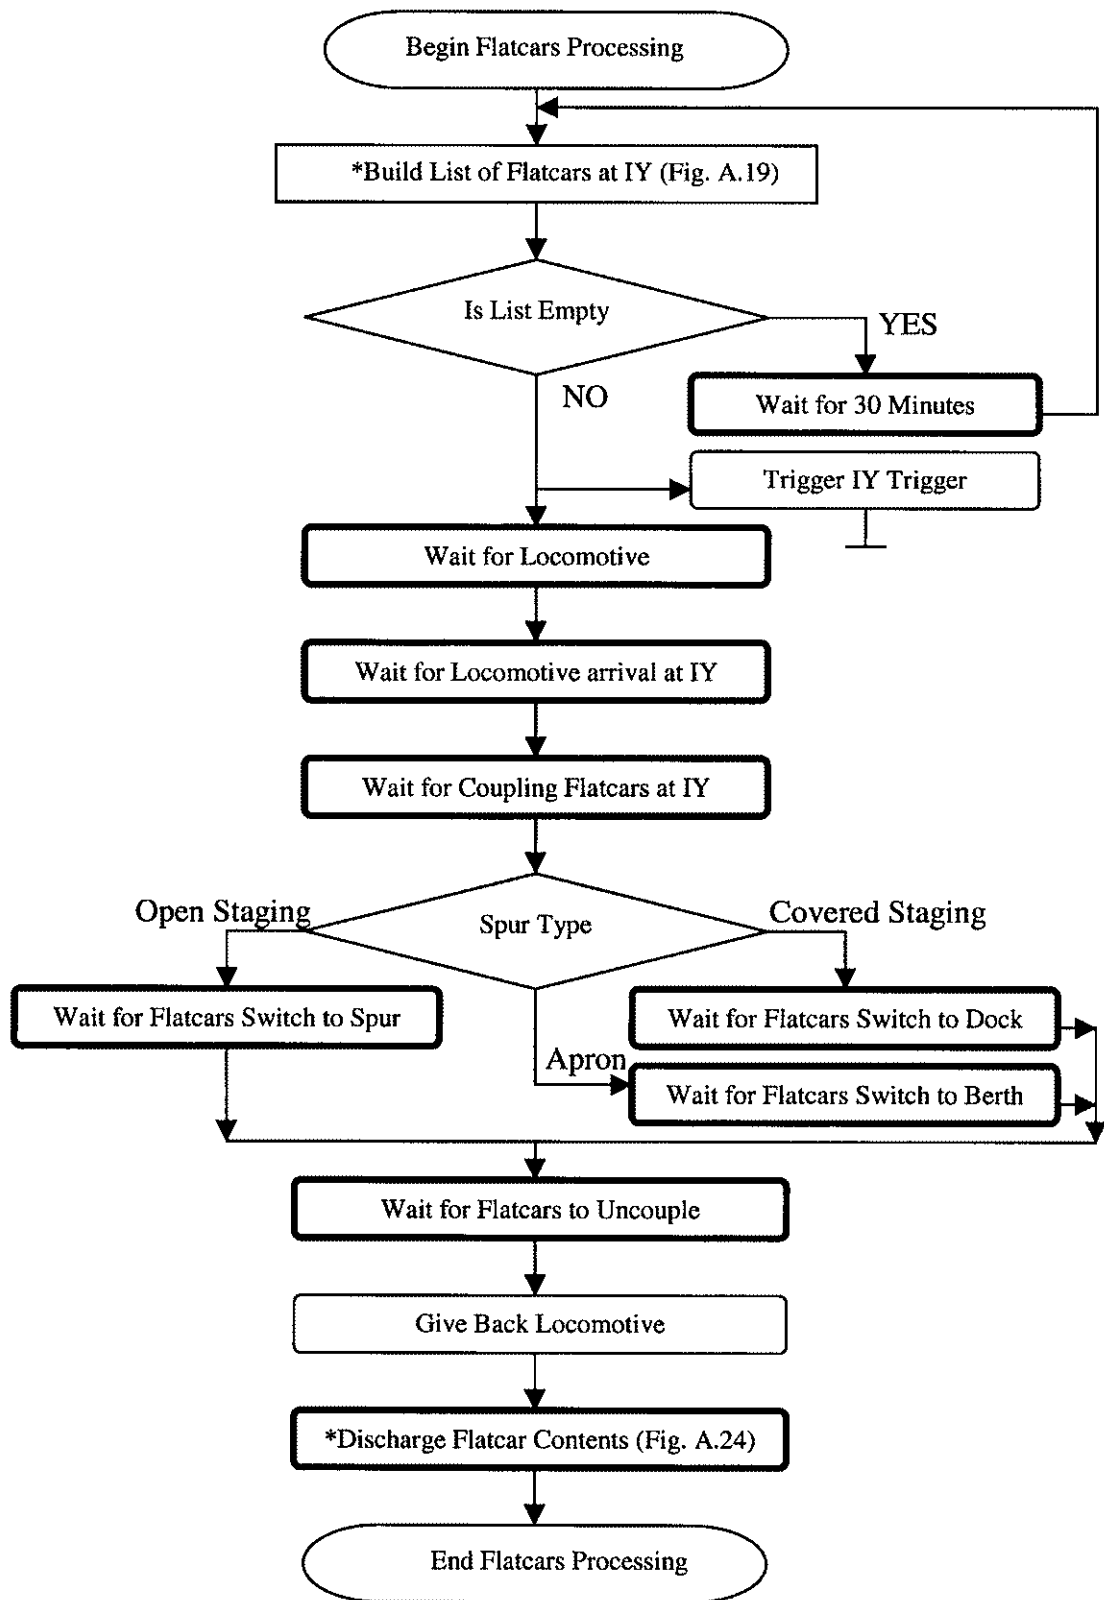 Begin Flatcars Processing
*Build List of Flatcars at IY (Fig. A.19)
Is List Empty
YES
NO
Wait for 30 Minutes
Trigger IY Trigger
Wait for Locomotive
Wait for Locomotive arrival at IY
Wait for Coupling Flatcars at IY
Open Staging
Spur Type
Covered Staging
Wait for Flatcars Switch to Spur
Wait for Flatcars Switch to Dock
Apron
Wait for Flatcars Switch to Berth
Wait for Flatcars to Uncouple
Give Back Locomotive
*Discharge Flatcar Contents (Fig. A.24)
End Flatcars Processing